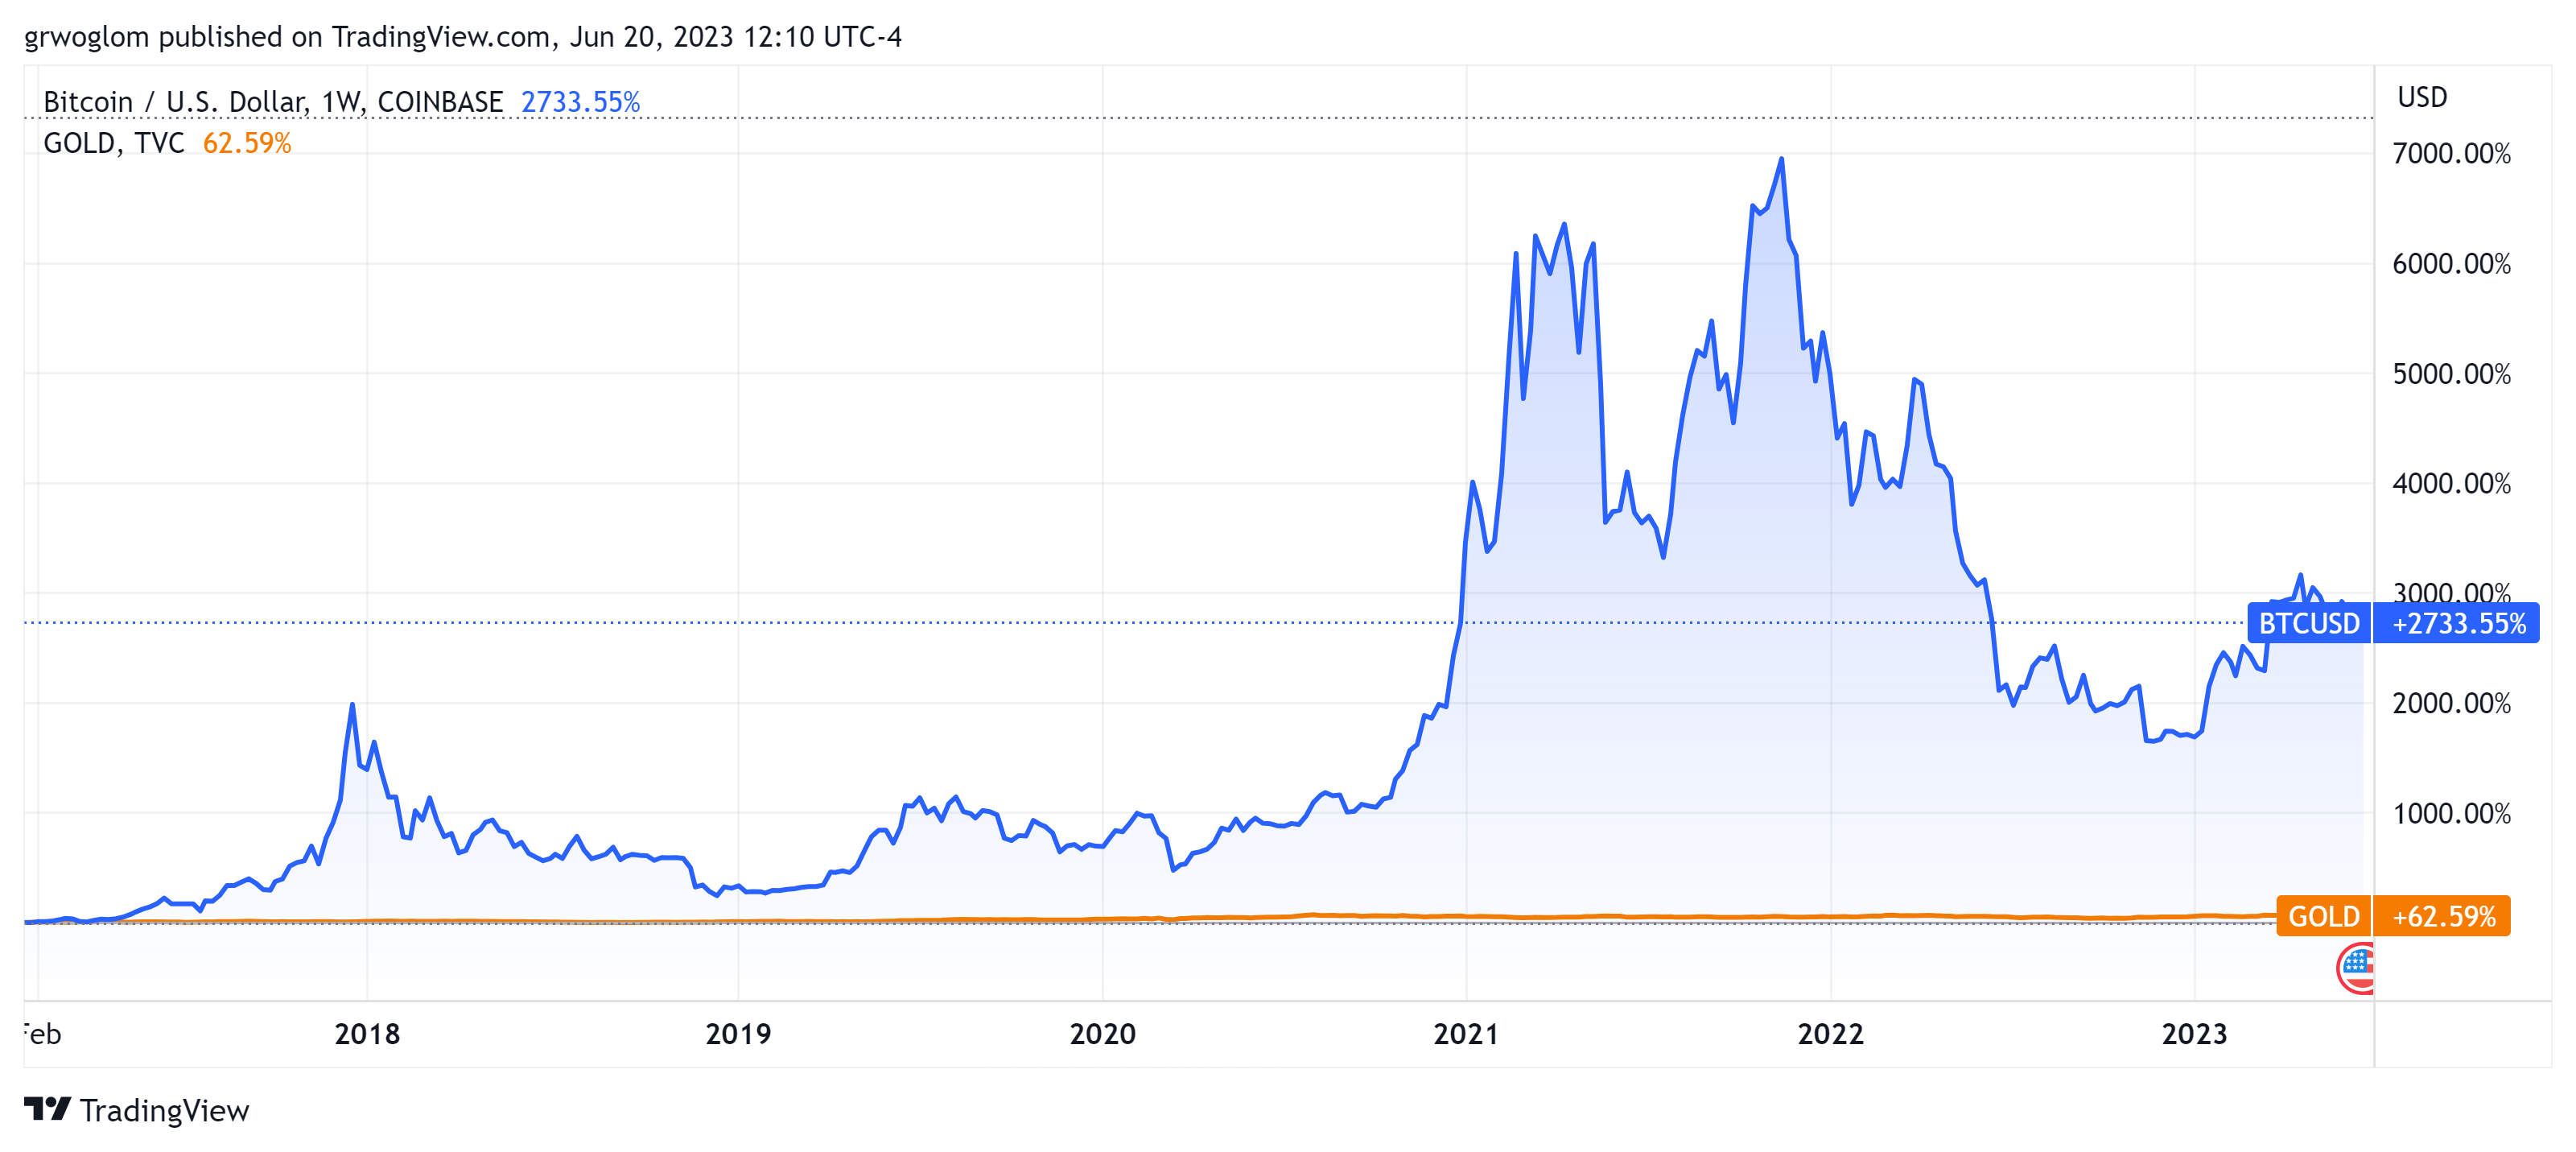 grwoglom published on TradingView.com, Jun 20, 2023 12:10 UTC-4
Bitcoin / U.S. Dollar, 1W, COINBASE 2733.55%
GOLD, TVC 62.59%
USD
7000.00%
6000.00%
5000.00%
4000.00%
3000.00%
BTCUSD +2733.55%
2000.00%
1000.00%
GOLD +62.59%
Feb 2018 2019 2020 2021 2022 2023
TradingView